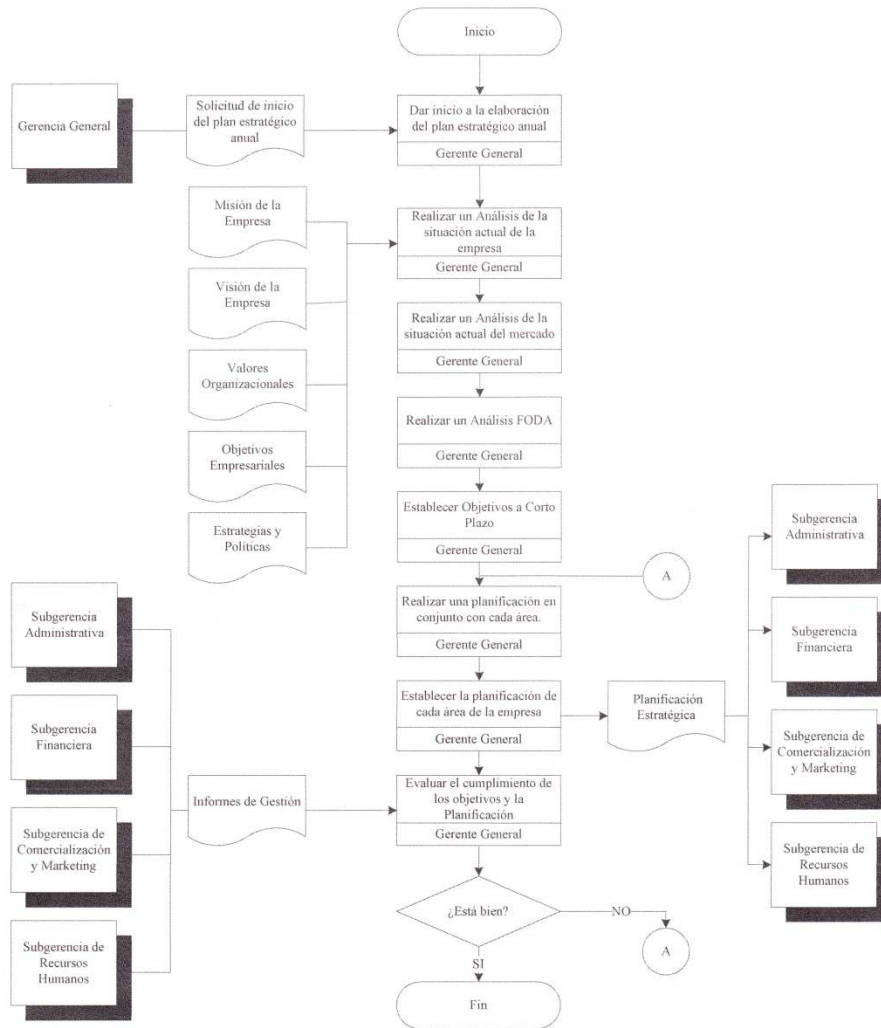 Inicio
Gerencia General
Solicitud de inicio
del plan estratégico
anual
Dar inicio a la elaboración
del plan estratégico anual
Gerente General
Misión de la
Empresa
Realizar un Análisis de la
situación actual de la
empresa
Gerente General
Visión de la
Empresa
Realizar un Análisis de la
situación actual del mercado
Gerente General
Valores
Organizacionales
Realizar un Análisis FODA
Gerente General
Objetivos
Empresariales
Establecer Objetivos a Corto
Plazo
Gerente General
Estrategias y
Políticas
A
Realizar una planificación en
conjunto con cada área.
Gerente General
Establecer la planificación de
cada área de la empresa
Gerente General
Planificación
Estratégica
Subgerencia
Administrativa
Subgerencia
Financiera
Subgerencia de
Comercialización
y Marketing
Subgerencia de
Recursos
Humanos
Subgerencia
Administrativa
Subgerencia
Financiera
Subgerencia de
Comercialización
y Marketing
Subgerencia de
Recursos
Humanos
Informes de Gestión
Evaluar el cumplimiento de
los objetivos y la
Planificación
Gerente General
¿Está bien?
NO
A
SI
Fin